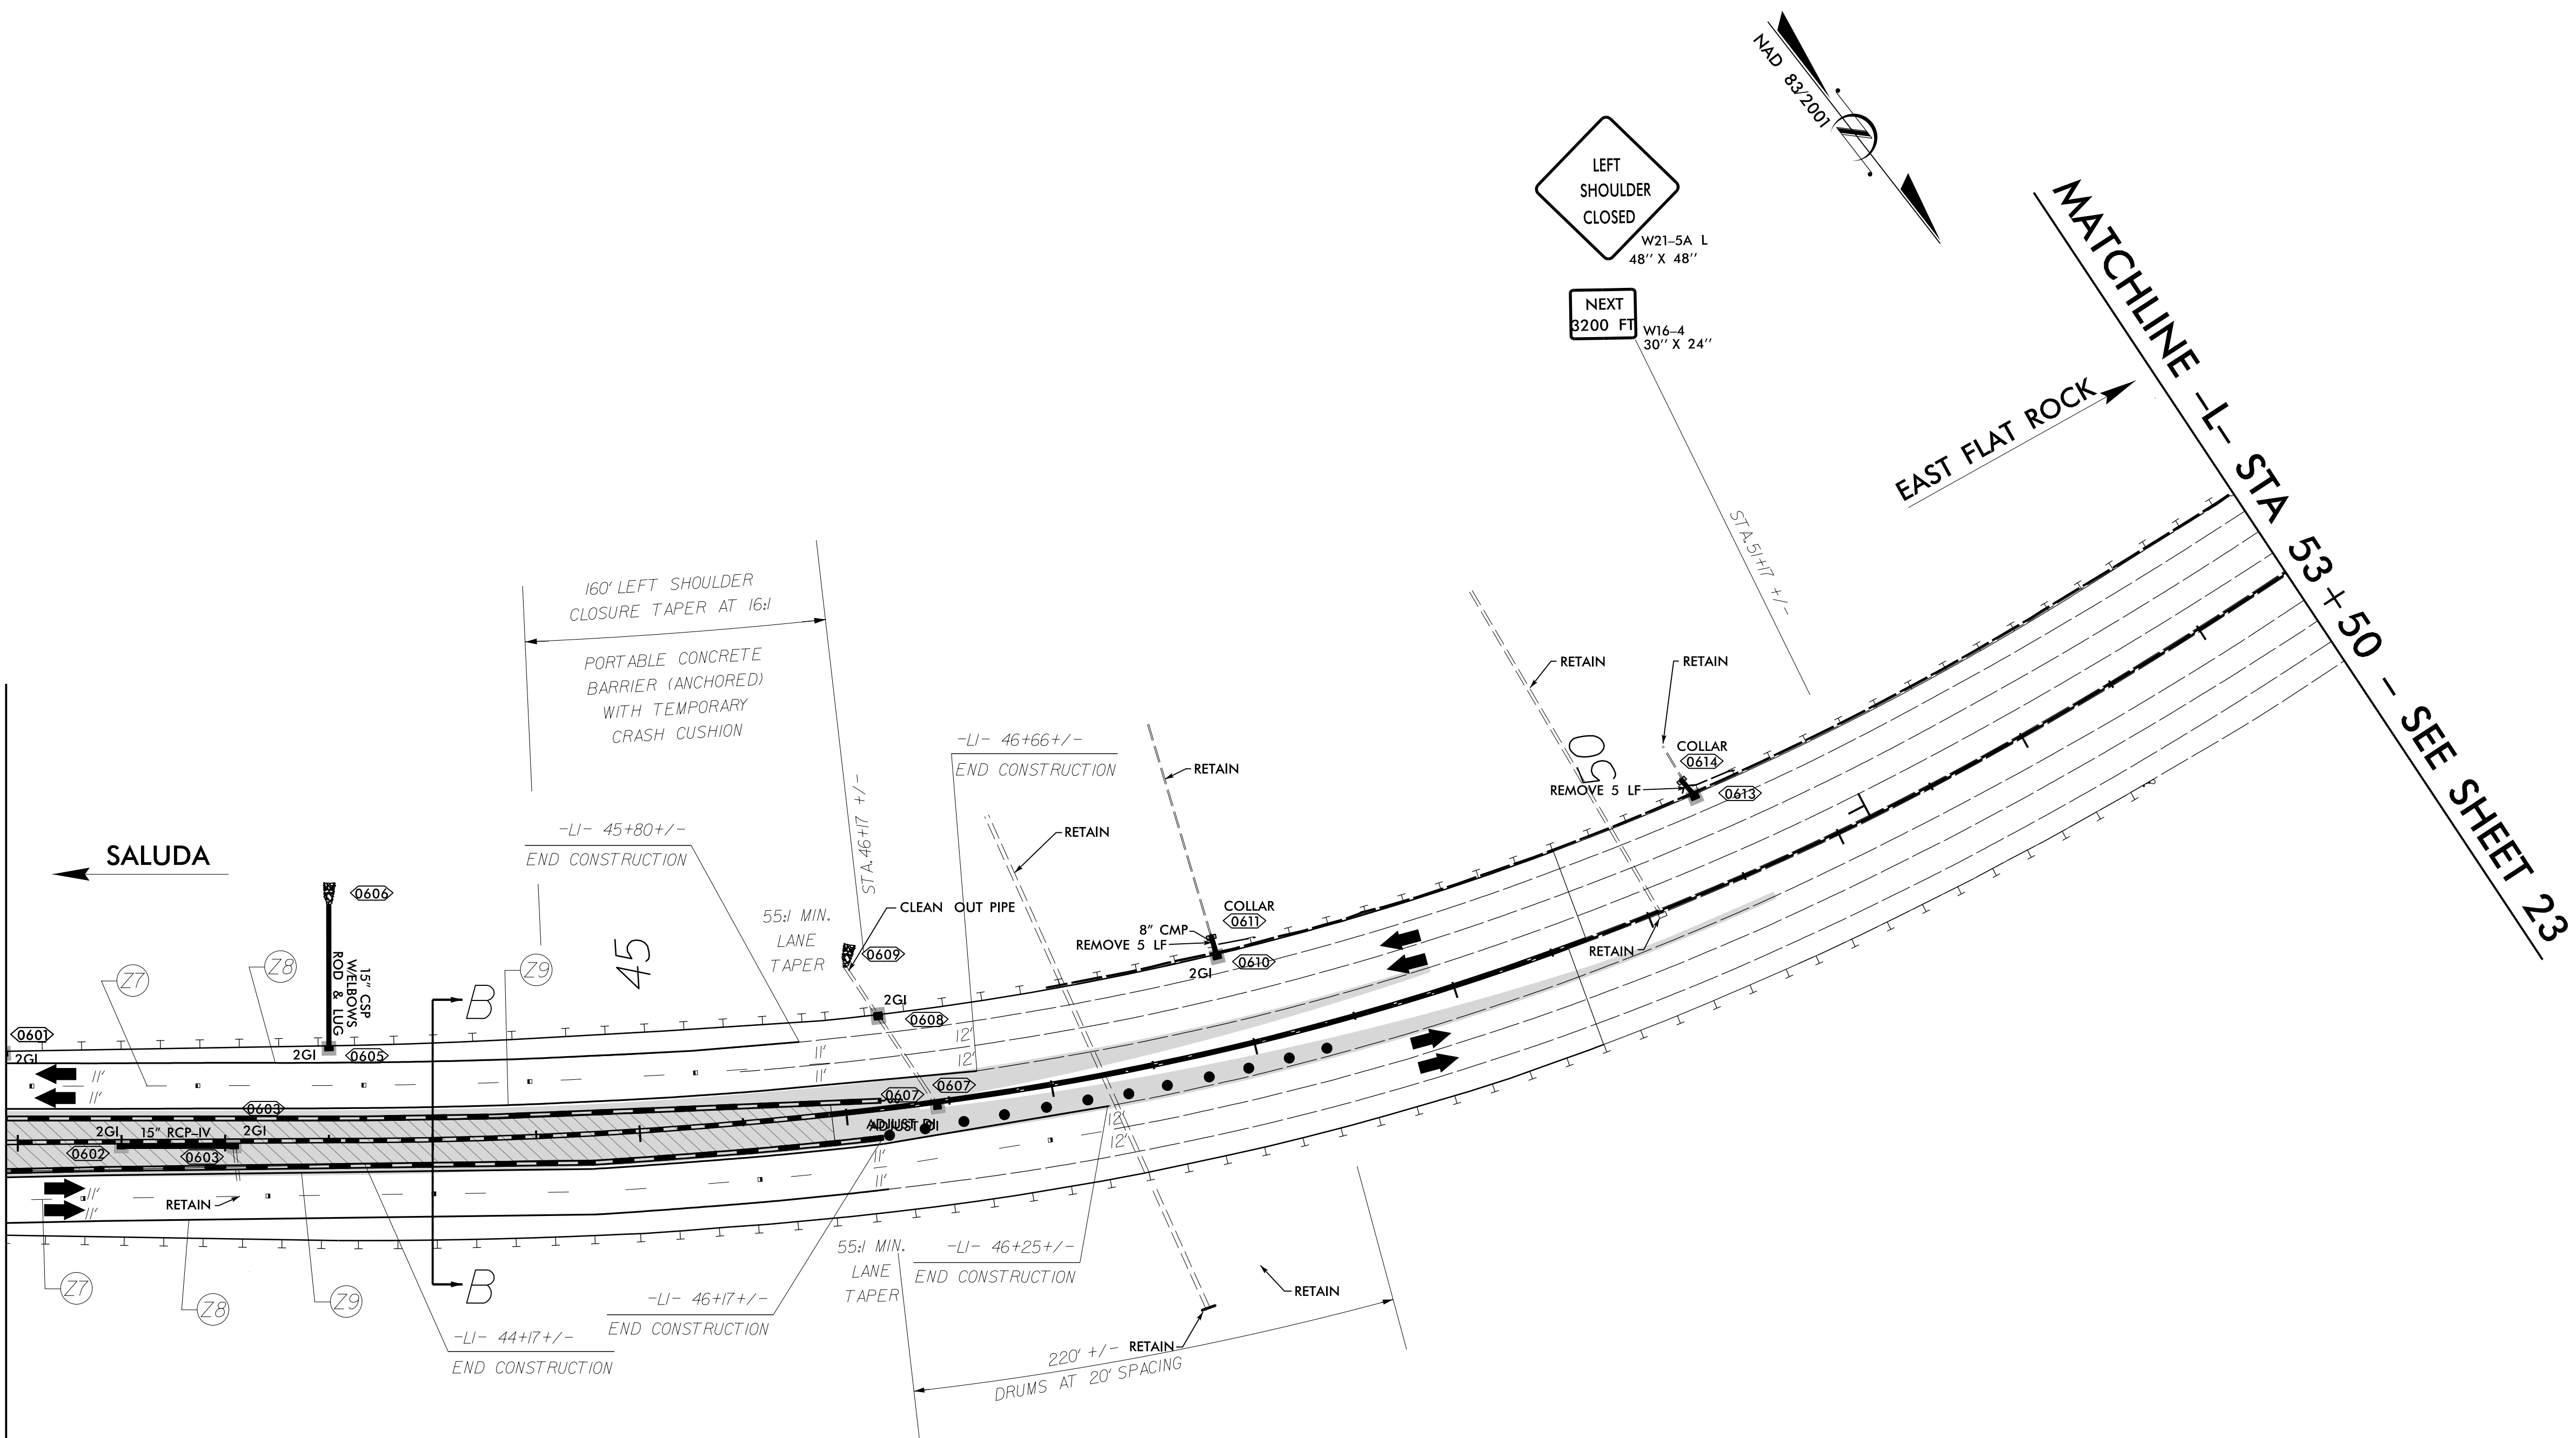 NAD 83/2001
LEFT
SHOULDER
CLOSED
W21-5A L
48" X 48"
NEXT
3200 FT
W16-4
30" X 24"
MATCHLINE -L- STA 53+50 - SEE SHEET 23
EAST FLAT ROCK
STA. 51+17 +/-
160' LEFT SHOULDER
CLOSURE TAPER AT 16:1
PORTABLE CONCRETE
BARRIER (ANCHORED)
WITH TEMPORARY
CRASH CUSHION
STA. 46+17 +/-
-L1- 46+66+/-
END CONSTRUCTION
-L1- 45+80+/-
END CONSTRUCTION
RETAIN
RETAIN
RETAIN
RETAIN
50
COLLAR
0614
REMOVE 5 LF
0613
SALUDA
0606
15" CSP
W/ELBOWS
ROD & LUG
Z7
Z8
Z9
45
B
55:1 MIN.
LANE
TAPER
CLEAN OUT PIPE
0609
COLLAR
0611
8" CMP
REMOVE 5 LF
2GI
0610
RETAIN
0601
2GI
2GI
0605
2GI
0608
12'
12'
11'
11'
11'
11'
0603
0607
0607
2GI
15" RCP-IV
2GI
0602
0603
ADJUST DI
ADJUST DI
12'
12'
11'
11'
11'
11'
RETAIN
Z7
Z8
Z9
B
-L1- 44+17+/-
END CONSTRUCTION
-L1- 46+17+/-
END CONSTRUCTION
55:1 MIN.
LANE
TAPER
-L1- 46+25+/-
END CONSTRUCTION
RETAIN
RETAIN
220' +/-
DRUMS AT 20' SPACING